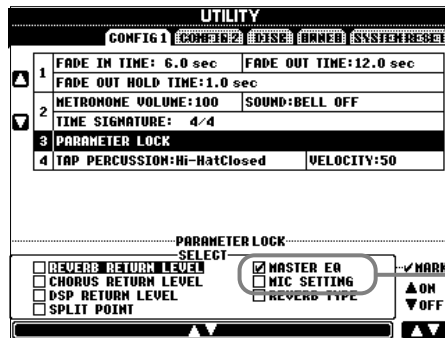 UTILITY
CONFIG 1 CONFIG 2 DISK OWNER SYSTEM RESET
1 FADE IN TIME: 6.0 sec FADE OUT TIME:12.0 sec
FADE OUT HOLD TIME:1.0 sec
2 METRONOME VOLUME:100 SOUND:BELL OFF
TIME SIGNATURE: 4/4
3 PARAMETER LOCK
4 TAP PERCUSSION:Hi-HatClosed VELOCITY:50
PARAMETER LOCK
SELECT
REVERB RETURN LEVEL MASTER EQ MARK
CHORUS RETURN LEVEL MIC SETTING ON
DSP RETURN LEVEL REVERB TYPE OFF
SPLIT POINT